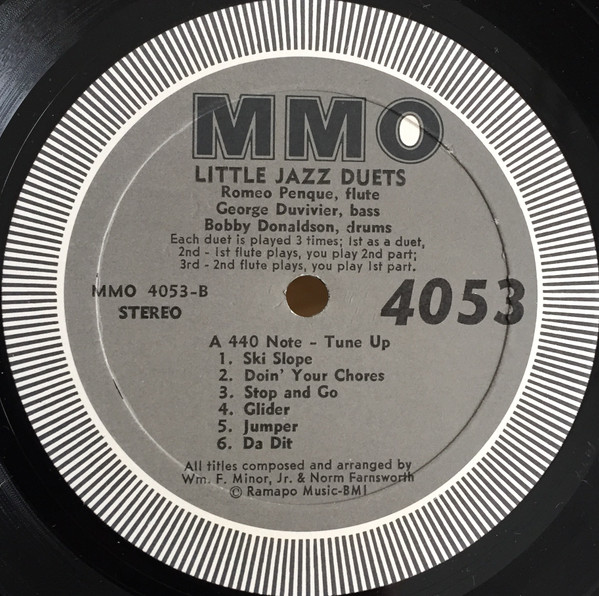 MMO
LITTLE JAZZ DUETS
Romeo Penque, flute
George Duvivier, bass
Bobby Donaldson, drums
Each duet is played 3 times; 1st as a duet,
2nd - 1st flute plays, you play 2nd part;
3rd - 2nd flute plays, you play 1st part.
MMO 4053-B
STEREO
4053
A 440 Note - Tune Up
1. Ski Slope
2. Doin' Your Chores
3. Stop and Go
4. Glider
5. Jumper
6. Da Dit
All titles composed and arranged by
Wm. F. Minor, Jr. & Norm Farnsworth
© Ramapo Music-BMI